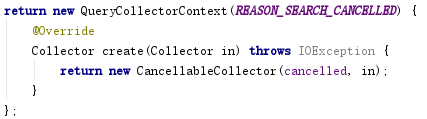 return new QueryCollectorContext(REASON_SEARCH_CANCELLED) {
    @Override
    Collector create(Collector in) throws IOException {
        return new CancellableCollector(cancelled, in);
    }
};